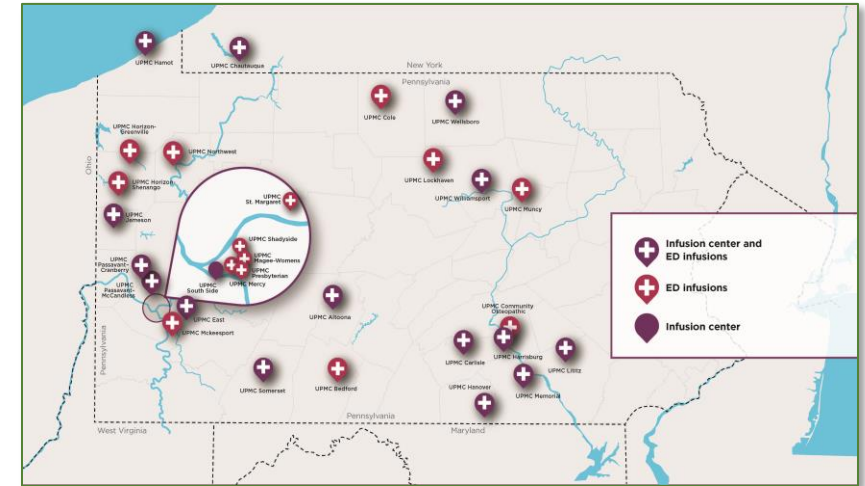 UPMC Hamot
UPMC Chautauqua
New York
Pennsylvania
UPMC Cole
UPMC Wellsboro
Ohio
UPMC Horizon-
Greenville
UPMC Northwest
UPMC Lockhaven
UPMC Horizon
Shenango
UPMC Williamsport
UPMC Muncy
UPMC
Jameson
UPMC
St. Margaret
UPMC Shadyside
UPMC
Magee-Womens
UPMC
Presbyterian
UPMC Mercy
UPMC
South Side
UPMC
Passavant-
Cranberry
UPMC
Passavant-
McCandless
UPMC East
UPMC Mckeesport
Pennsylvania
UPMC Altoona
UPMC Somerset
UPMC Bedford
UPMC Community
Osteopathic
UPMC Carlisle
UPMC Harrisburg
UPMC Lititz
UPMC Hanover
UPMC Memorial
Pennsylvania
West Virginia
Maryland
Infusion center and
ED infusions
ED infusions
Infusion center